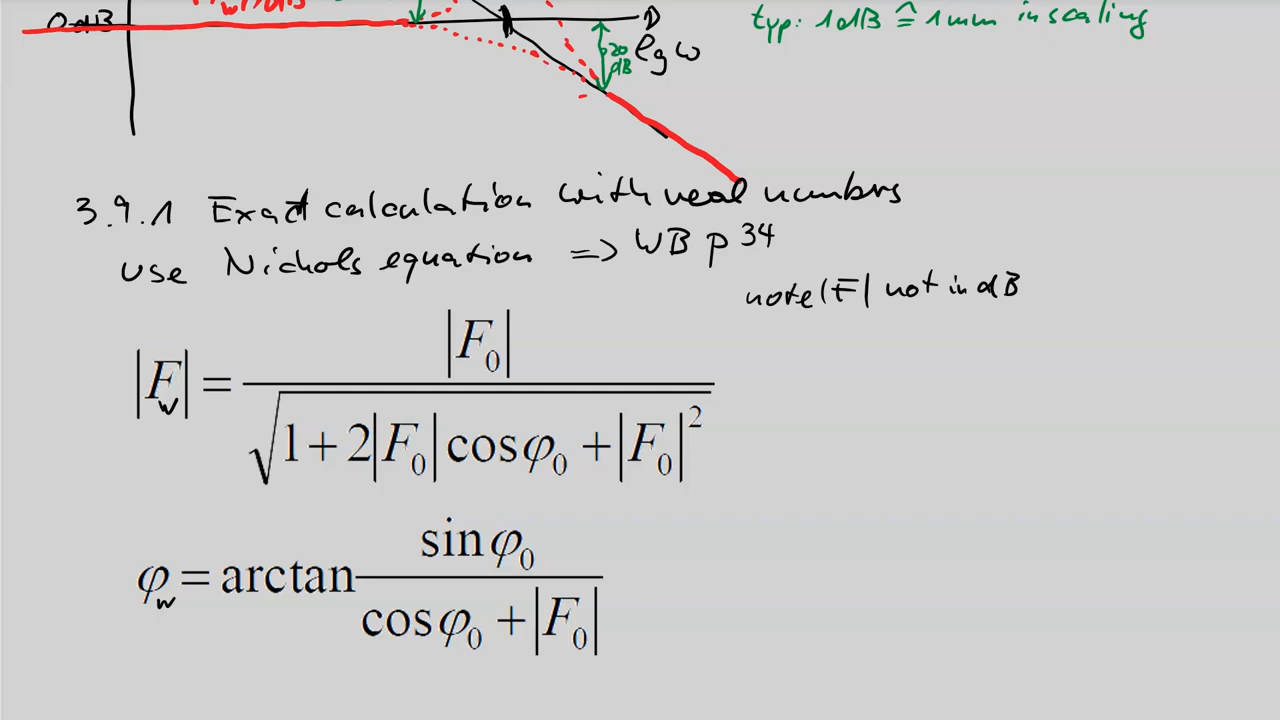 0 dB
typ: 1dB ≙ 1mm in scaling
lg ω
20
dB
3.9.1 Exact calculation with real numbers
use Nichols equation => WB p 34
note |F| not in dB
|F_w| = |F_0| / √(1 + 2|F_0| cos φ_0 + |F_0|^2)
φ_w = arctan (sin φ_0) / (cos φ_0 + |F_0|)